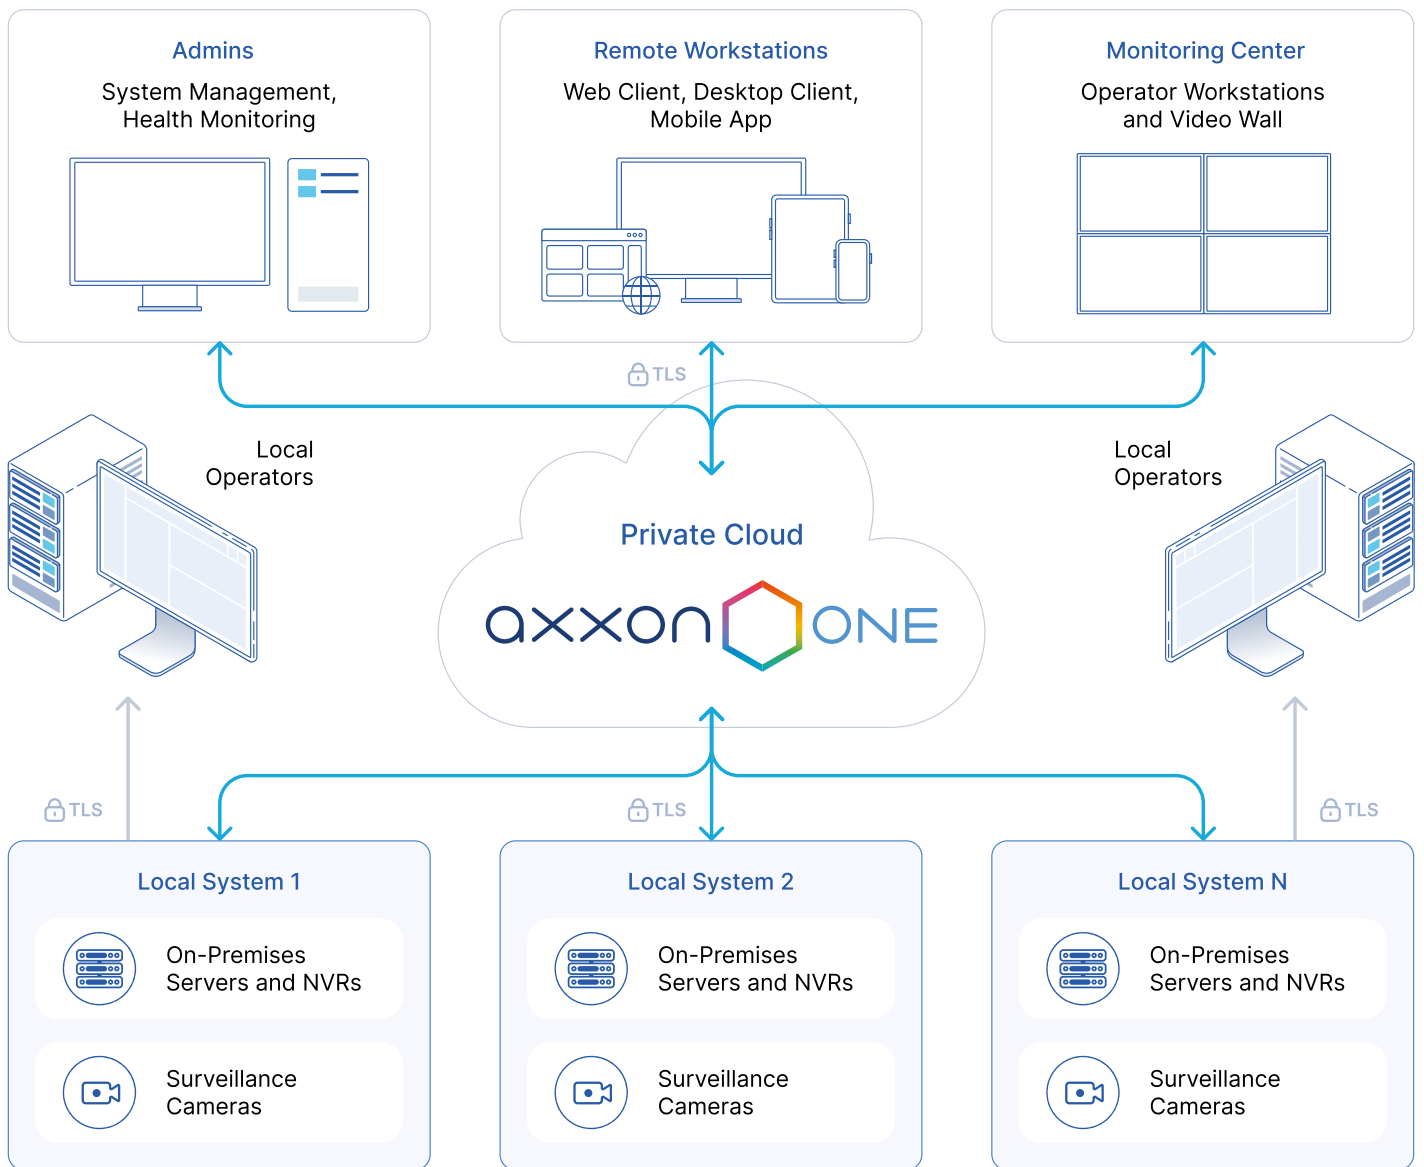 Admins
System Management,
Health Monitoring
Remote Workstations
Web Client, Desktop Client,
Mobile App
Monitoring Center
Operator Workstations
and Video Wall
TLS
Local
Operators
Local
Operators
Private Cloud
axxon ONE
TLS
TLS
TLS
Local System 1
On-Premises
Servers and NVRs
Surveillance
Cameras
Local System 2
On-Premises
Servers and NVRs
Surveillance
Cameras
Local System N
On-Premises
Servers and NVRs
Surveillance
Cameras